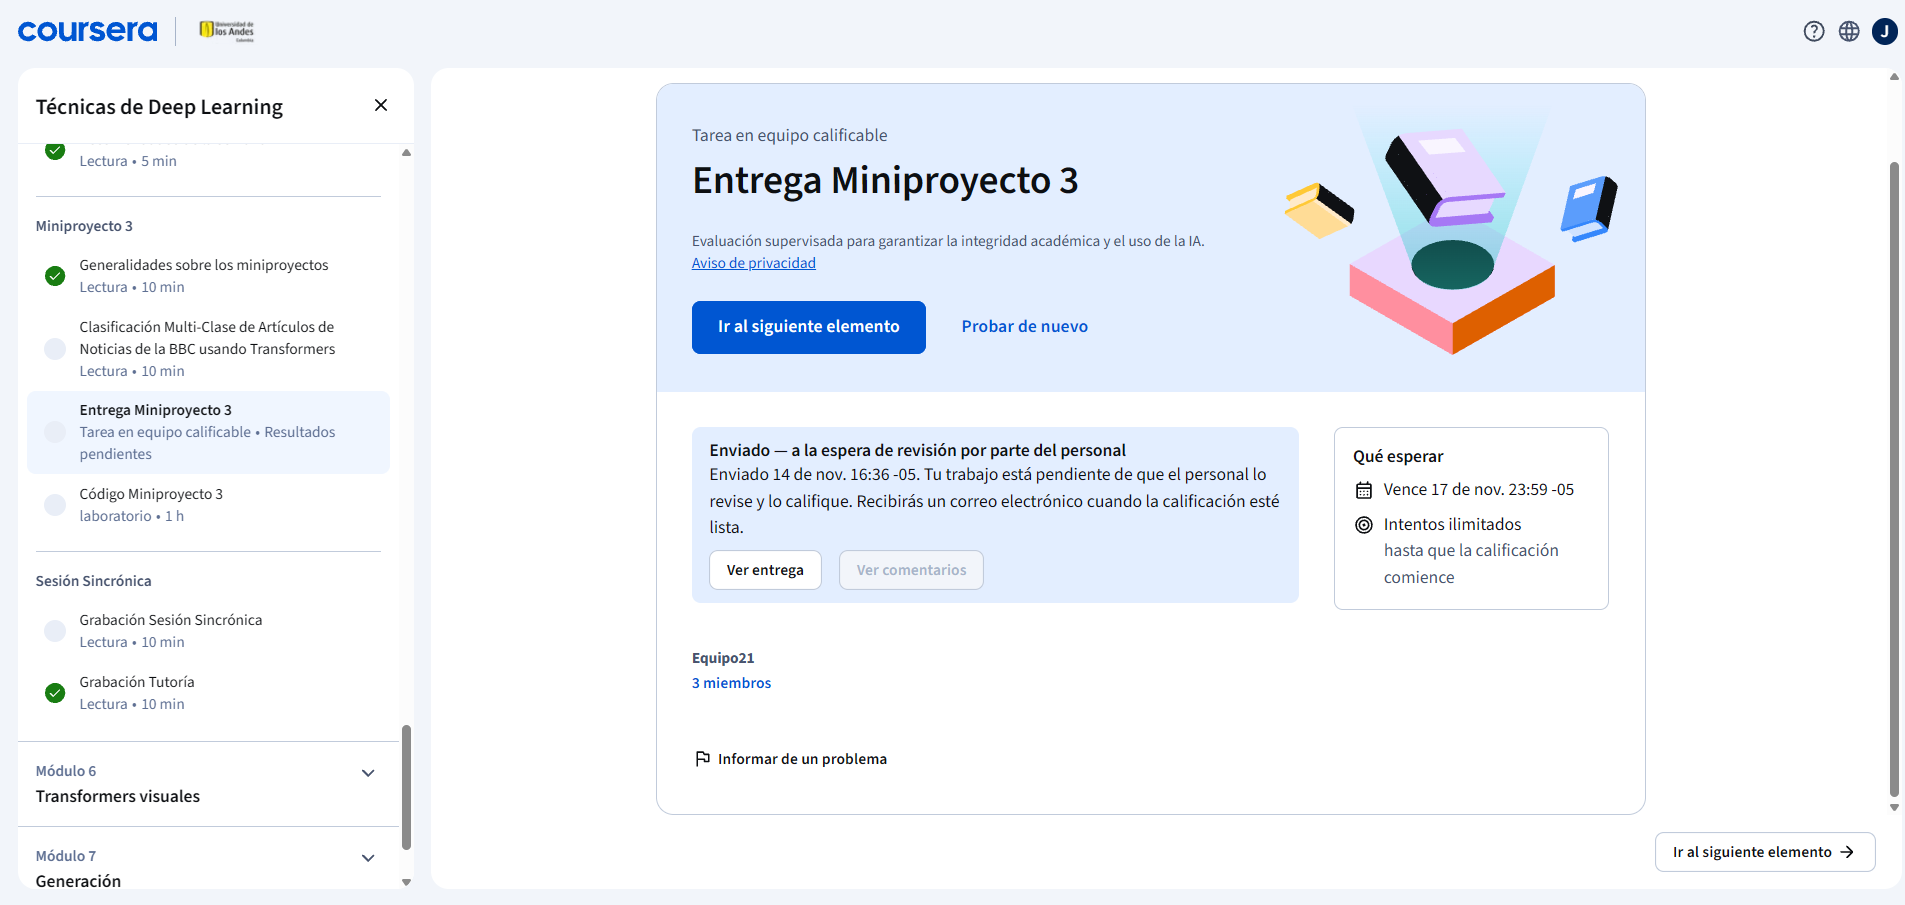 coursera
Universidad de
los Andes
Colombia
J
Técnicas de Deep Learning
Lectura • 5 min
Miniproyecto 3
Generalidades sobre los miniproyectos
Lectura • 10 min
Clasificación Multi-Clase de Artículos de
Noticias de la BBC usando Transformers
Lectura • 10 min
Entrega Miniproyecto 3
Tarea en equipo calificable • Resultados
pendientes
Código Miniproyecto 3
laboratorio • 1 h
Sesión Sincrónica
Grabación Sesión Sincrónica
Lectura • 10 min
Grabación Tutoría
Lectura • 10 min
Módulo 6
Transformers visuales
Módulo 7
Generación
Tarea en equipo calificable
Entrega Miniproyecto 3
Evaluación supervisada para garantizar la integridad académica y el uso de la IA.
Aviso de privacidad
Ir al siguiente elemento
Probar de nuevo
Enviado — a la espera de revisión por parte del personal
Enviado 14 de nov. 16:36 -05. Tu trabajo está pendiente de que el personal lo
revise y lo califique. Recibirás un correo electrónico cuando la calificación esté
lista.
Ver entrega
Ver comentarios
Qué esperar
Vence 17 de nov. 23:59 -05
Intentos ilimitados
hasta que la calificación
comience
Equipo21
3 miembros
Informar de un problema
Ir al siguiente elemento